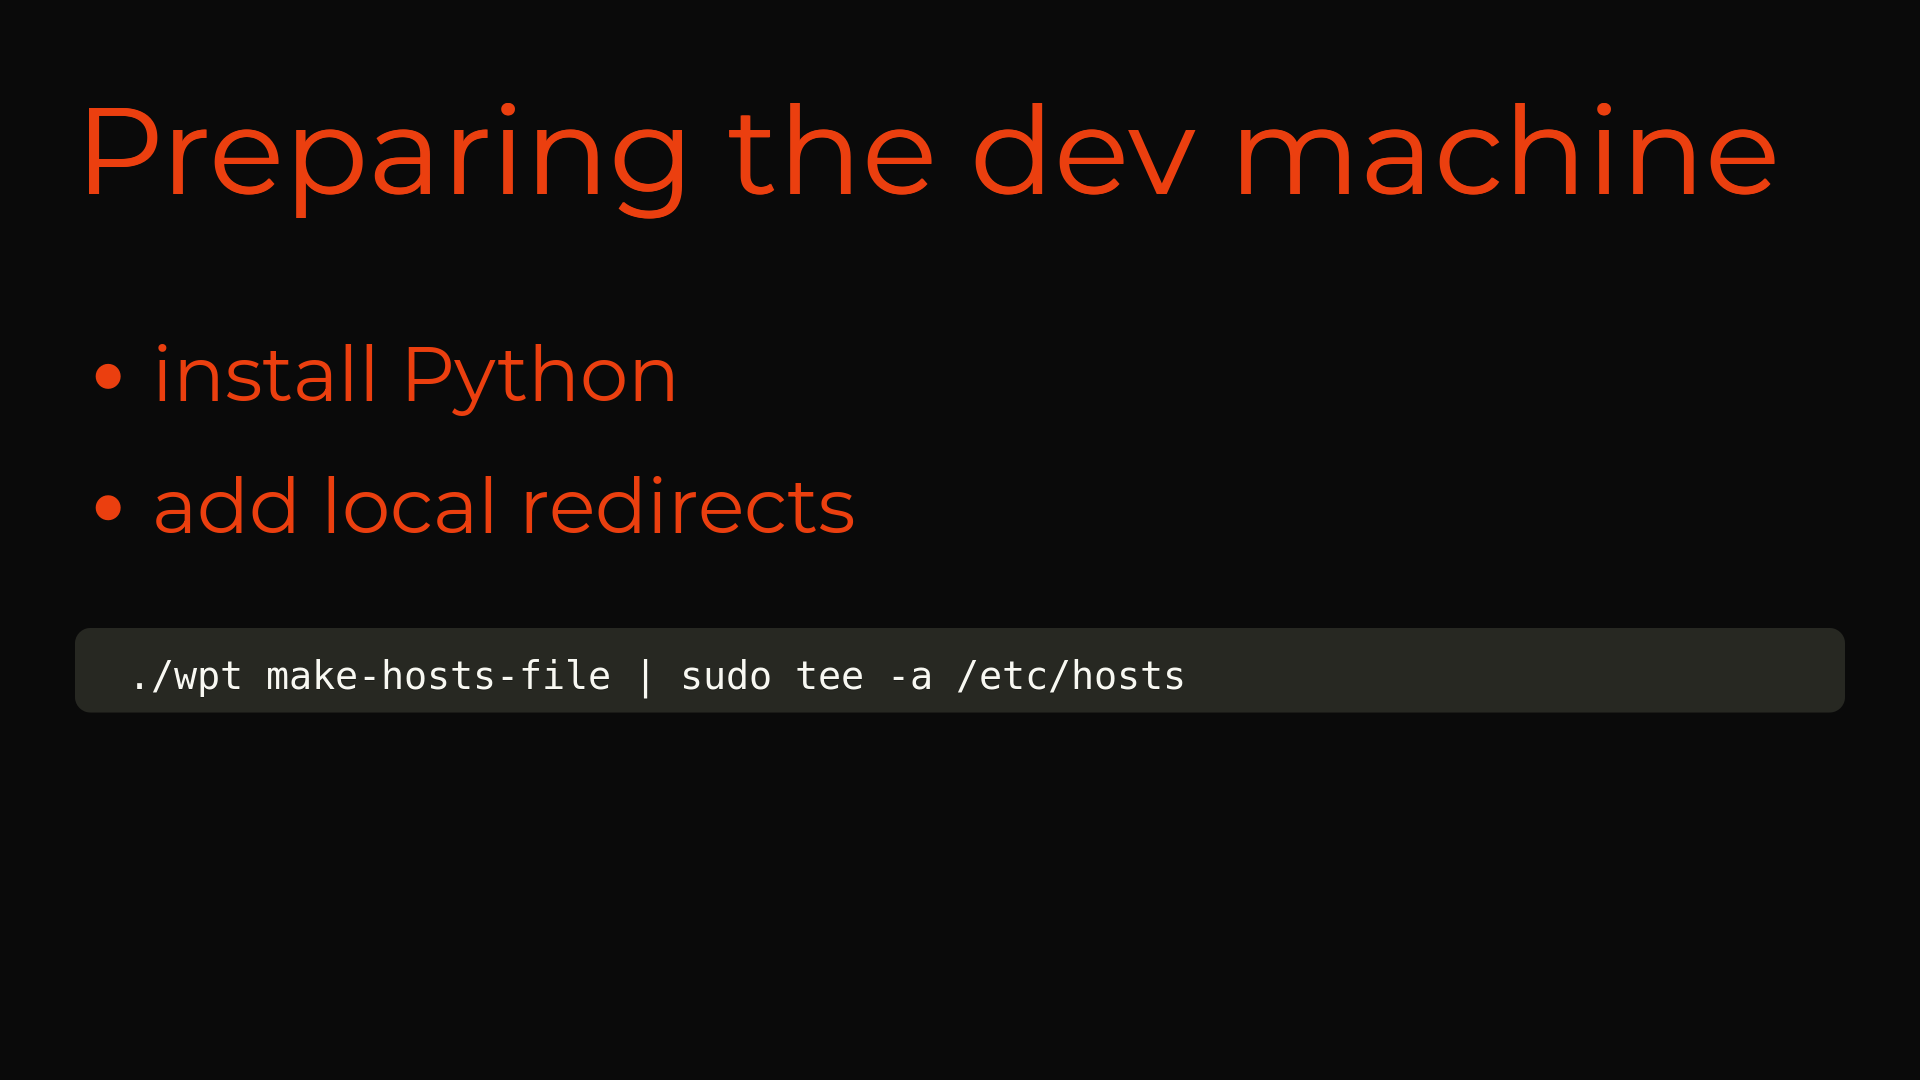 Preparing the dev machine
• install Python
• add local redirects
./wpt make-hosts-file | sudo tee -a /etc/hosts